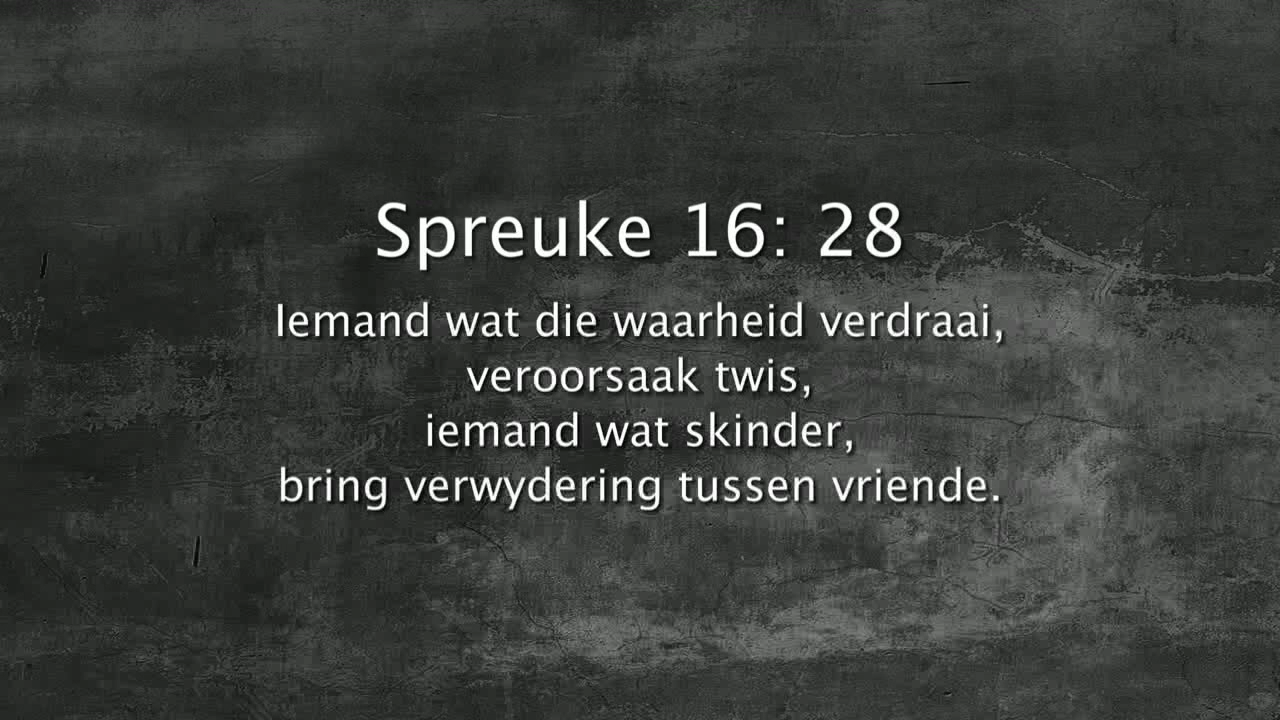 Spreuke 16: 28
Iemand wat die waarheid verdraai,
veroorsaak twis,
iemand wat skinder,
bring verwydering tussen vriende.